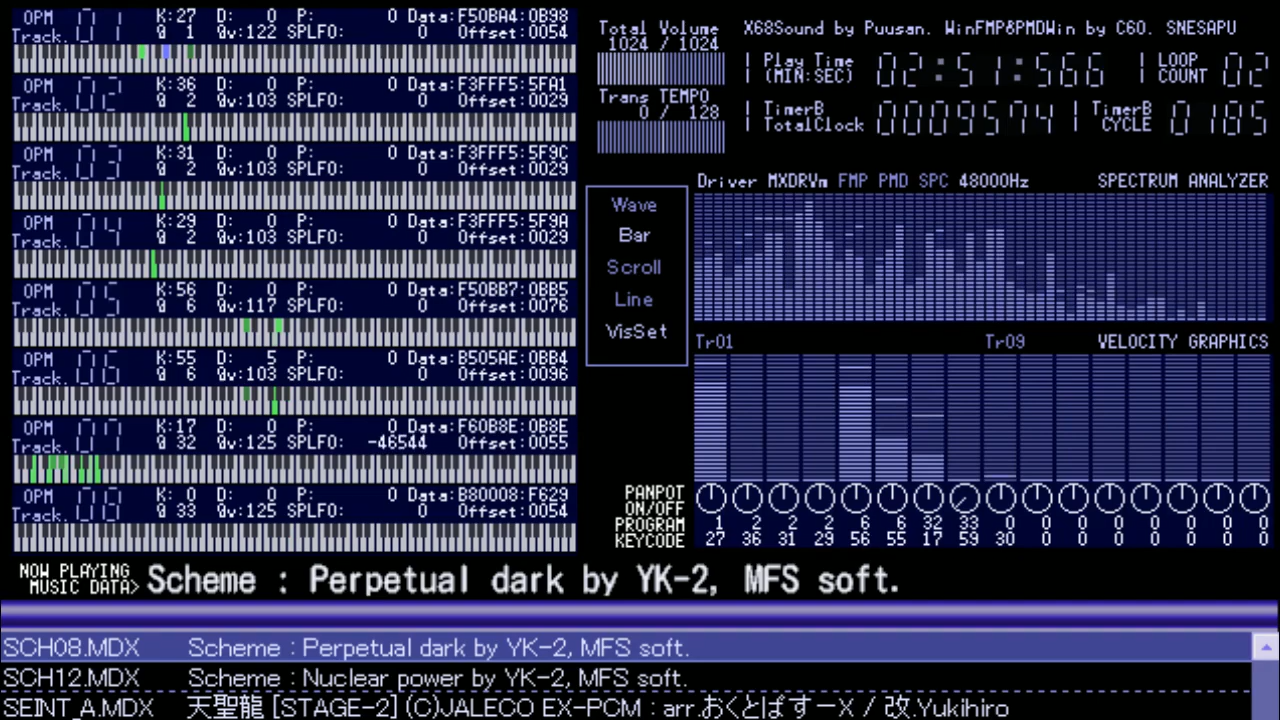 OPM K:27 D: 0 P: 0 Data:F50BA4:0B98
Track. 01 @ 1 @v:122 SPLFO: 0 Offset:0054
OPM K:36 D: 0 P: 0 Data:F3FFF5:5FA1
Track. 02 @ 2 @v:103 SPLFO: 0 Offset:0029
OPM K:31 D: 0 P: 0 Data:F3FFF5:5F9C
Track. 03 @ 2 @v:103 SPLFO: 0 Offset:0029
OPM K:29 D: 0 P: 0 Data:F3FFF5:5F9A
Track. 04 @ 2 @v:103 SPLFO: 0 Offset:0029
OPM K:56 D: 0 P: 0 Data:F50BB7:0BB5
Track. 05 @ 6 @v:117 SPLFO: 0 Offset:0076
OPM K:55 D: 5 P: 0 Data:B505AE:0BB4
Track. 06 @ 6 @v:103 SPLFO: 0 Offset:0096
OPM K:17 D: 0 P: 0 Data:F60B8E:0B8E
Track. 07 @ 32 @v:125 SPLFO: -46544 Offset:0055
OPM K: 0 D: 0 P: 0 Data:B80008:F629
Track. 08 @ 33 @v:125 SPLFO: 0 Offset:0054
Total Volume
1024 / 1024
Trans TEMPO
0 / 128
X68Sound by Puusan. WinFMP&PMDWin by C60. SNESAPU
Play Time (MIN:SEC) 02:51:566 LOOP COUNT 02
TimerB TotalClock 0009574 TimerB CYCLE 0185
Driver MXDRVm FMP PMD SPC 48000Hz SPECTRUM ANALYZER
Wave
Bar
Scroll
Line
VisSet
Tr01 Tr09 VELOCITY GRAPHICS
PANPOT
ON/OFF
PROGRAM 1 2 2 2 6 6 32 33 0 0 0 0 0 0 0 0
KEYCODE 27 36 31 29 56 55 17 59 30 0 0 0 0 0 0 0
NOW PLAYING
MUSIC DATA> Scheme : Perpetual dark by YK-2, MFS soft.
SCH08.MDX Scheme : Perpetual dark by YK-2, MFS soft.
SCH12.MDX Scheme : Nuclear power by YK-2, MFS soft.
SEINT_A.MDX 天聖龍 [STAGE-2] (C)JALECO EX-PCM : arr.おくとぱすーX / 改.Yukihiro